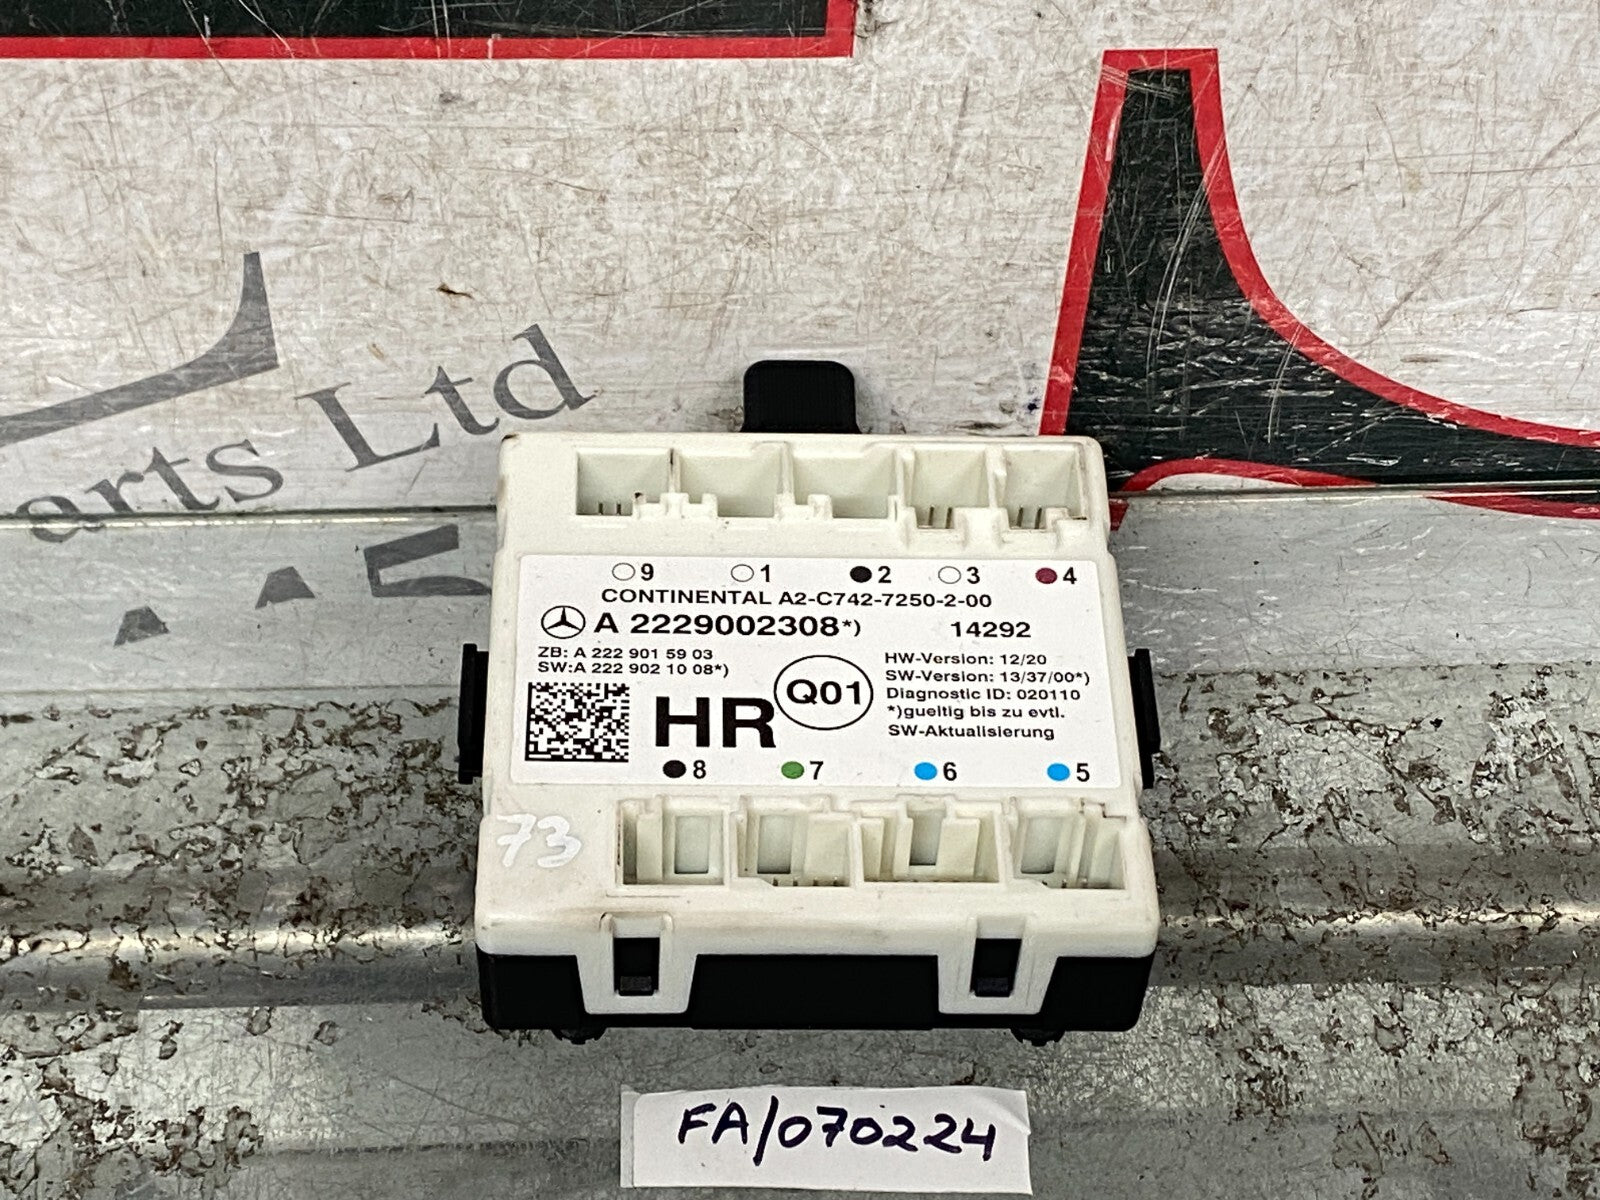 arts Ltd
9 1 2 3 4
CONTINENTAL A2-C742-7250-2-00
A 2229002308*) 14292
ZB: A 222 901 59 03
SW:A 222 902 10 08*)
HW-Version: 12/20
SW-Version: 13/37/00*)
Diagnostic ID: 020110
*)gueltig bis zu evtl.
SW-Aktualisierung
HR Q01
8 7 6 5
73
FA/070224